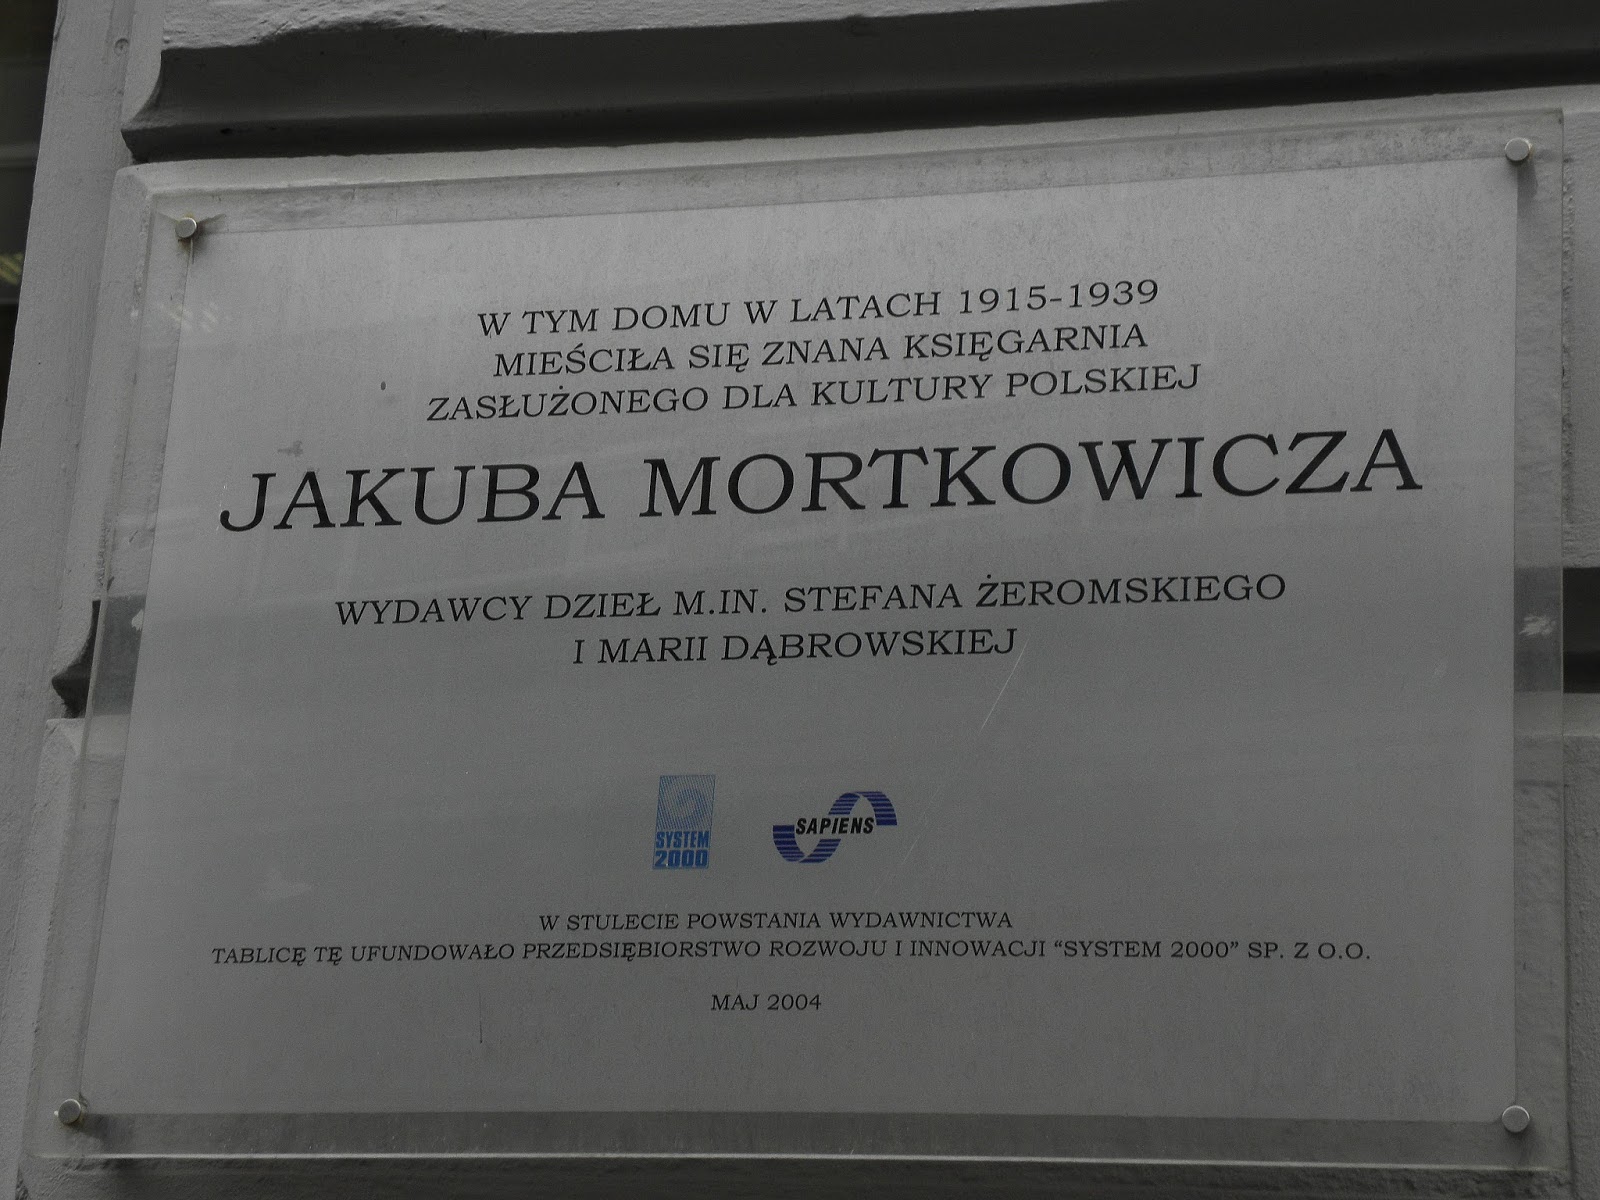 W TYM DOMU W LATACH 1915-1939
MIEŚCIŁA SIĘ ZNANA KSIĘGARNIA
ZASŁUŻONEGO DLA KULTURY POLSKIEJ
JAKUBA MORTKOWICZA
WYDAWCY DZIEŁ M.IN. STEFANA ŻEROMSKIEGO
I MARII DĄBROWSKIEJ
SYSTEM
2000
SAPIENS
W STULECIE POWSTANIA WYDAWNICTWA
TABLICĘ TĘ UFUNDOWAŁO PRZEDSIĘBIORSTWO ROZWOJU I INNOWACJI “SYSTEM 2000” SP. Z O.O.
MAJ 2004